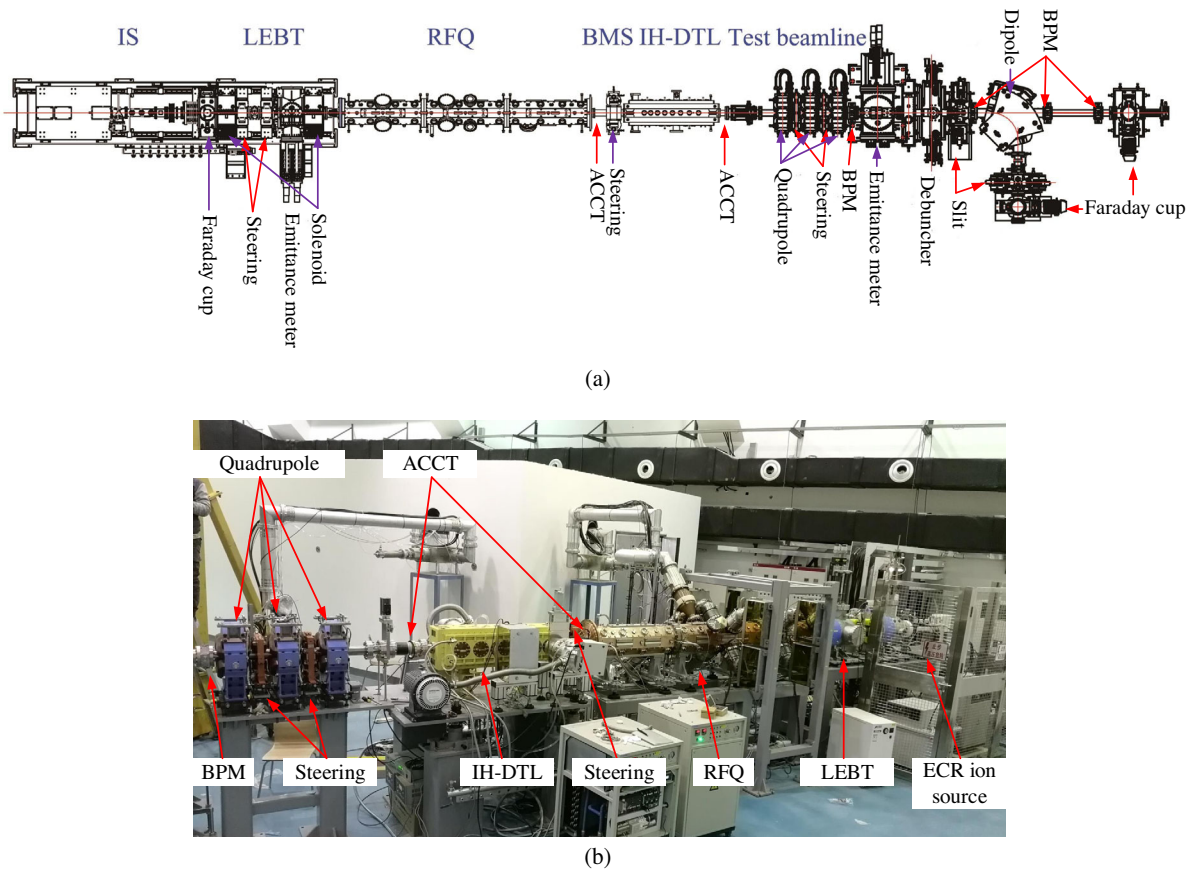 IS LEBT RFQ BMS IH-DTL Test beamline
Dipole
BPM
Faraday cup
Steering
Emittance meter
Solenoid
ACCT
Steering
ACCT
Quadrupole
Steering
BPM
Emittance meter
Debuncher
Slit
Faraday cup
(a)
Quadrupole ACCT
BPM Steering IH-DTL Steering RFQ LEBT ECR ion
source
(b)